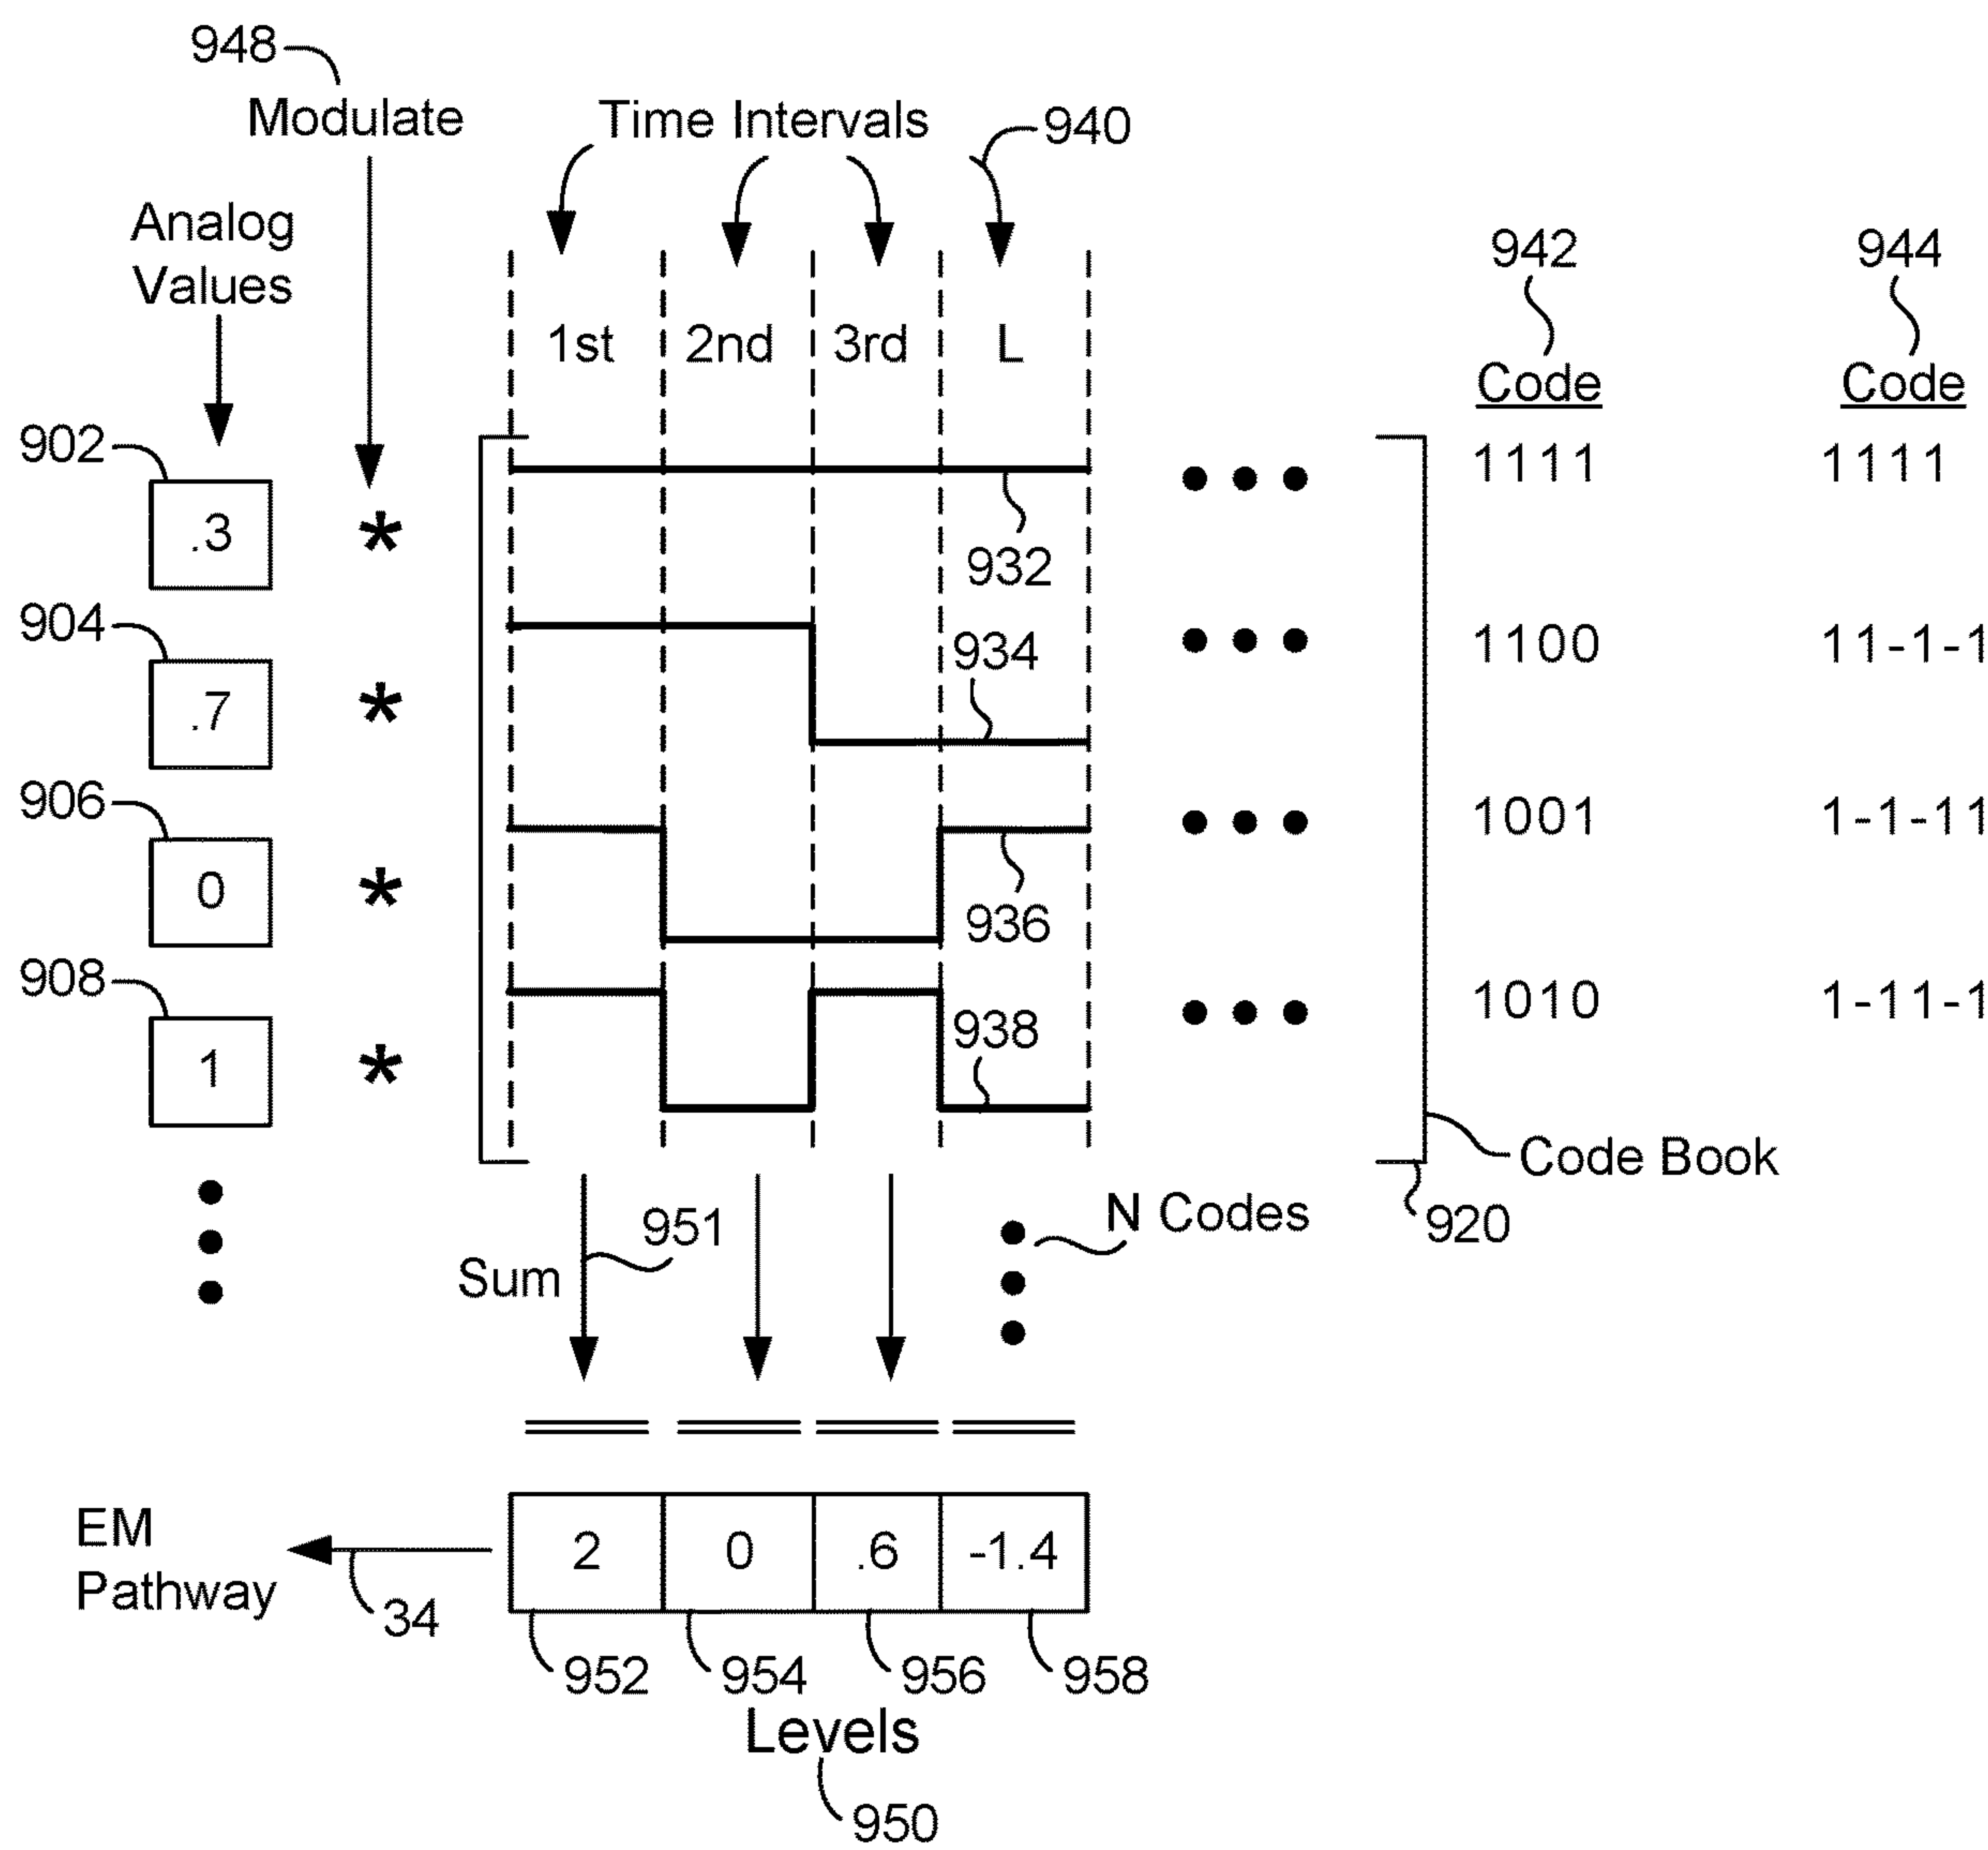 948
Modulate
Time Intervals
940
Analog
Values
942
944
1st 2nd 3rd L
Code
Code
902
1111
1111
.3
*
932
904
934
1100
11-1-1
.7
*
906
1001
1-1-11
0
*
936
908
938
1010
1-11-1
1
*
Code Book
N Codes
920
951
Sum
EM
Pathway
34
2 0 .6 -1.4
952 954 956 958
Levels
950